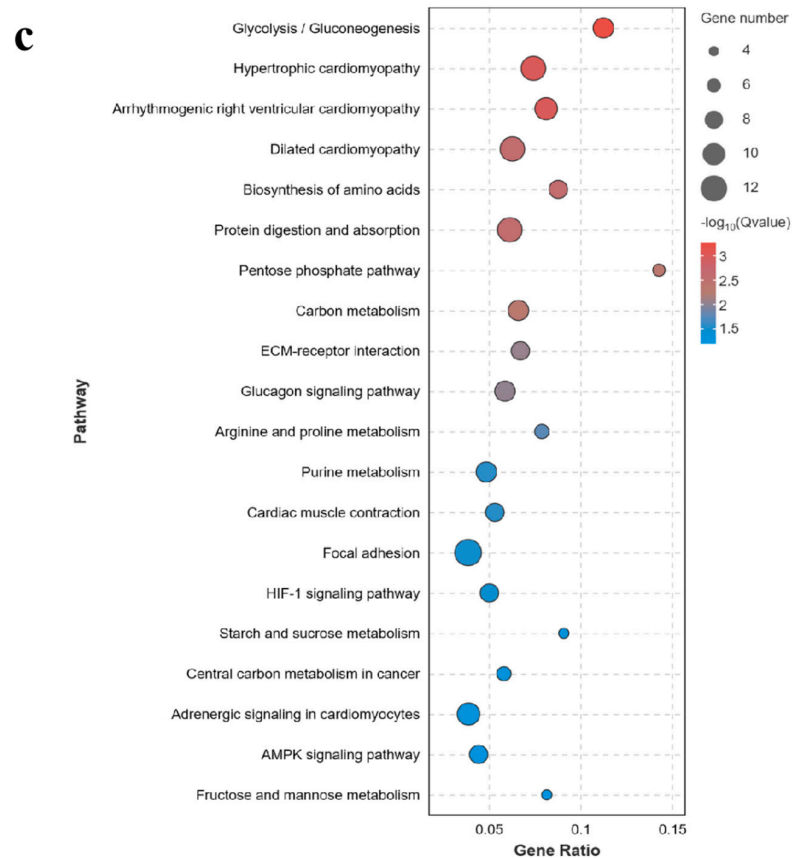 c
Glycolysis / Gluconeogenesis
Hypertrophic cardiomyopathy
Arrhythmogenic right ventricular cardiomyopathy
Dilated cardiomyopathy
Biosynthesis of amino acids
Protein digestion and absorption
Pentose phosphate pathway
Carbon metabolism
ECM-receptor interaction
Glucagon signaling pathway
Arginine and proline metabolism
Purine metabolism
Cardiac muscle contraction
Focal adhesion
HIF-1 signaling pathway
Starch and sucrose metabolism
Central carbon metabolism in cancer
Adrenergic signaling in cardiomyocytes
AMPK signaling pathway
Fructose and mannose metabolism
Pathway
0.05 0.1 0.15
Gene Ratio
Gene number
4
6
8
10
12
-log10(Qvalue)
3
2.5
2
1.5